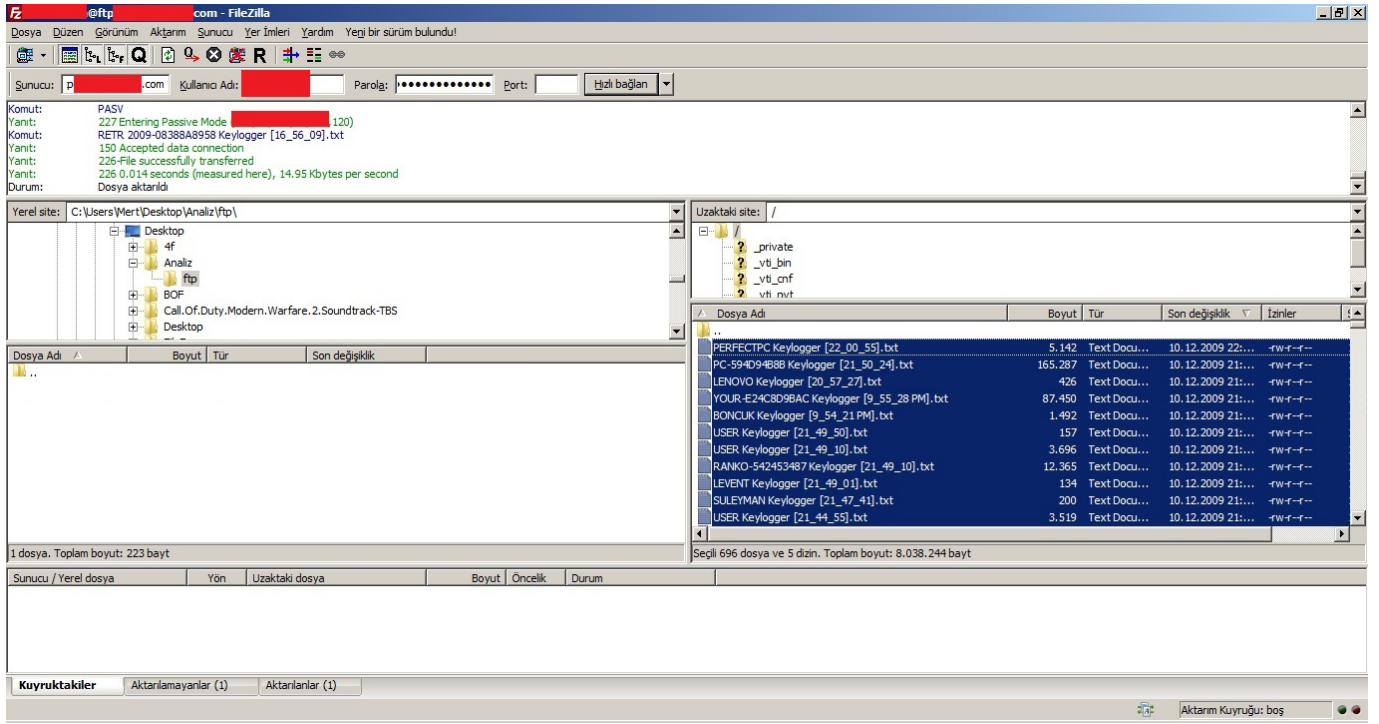 @ftp com - FileZilla
Dosya Düzen Görünüm Aktarım Sunucu Yer İmleri Yardım Yeni bir sürüm bulundu!
Sunucu: p .com Kullanıcı Adı: Parola: •••••••••••••• Port: Hızlı bağlan
Komut: PASV
Yanıt: 227 Entering Passive Mode ,120)
Komut: RETR 2009-08388A8958 Keylogger [16_56_09].txt
Yanıt: 150 Accepted data connection
Yanıt: 226-File successfully transferred
Yanıt: 226 0.014 seconds (measured here), 14.95 Kbytes per second
Durum: Dosya aktarıldı
Yerel site: C:\Users\Mert\Desktop\Analiz\ftp\
Desktop
4f
Analiz
ftp
BOF
Call.Of.Duty.Modern.Warfare.2.Soundtrack-TBS
Desktop
Dosya Adı Boyut Tür Son değişiklik
..
1 dosya. Toplam boyut: 223 bayt
Uzaktaki site: /
/
_private
_vti_bin
_vti_cnf
_vti_pvt
Dosya Adı Boyut Tür Son değişiklik İzinler
..
PERFECTPC Keylogger [22_00_55].txt 5.142 Text Docu... 10.12.2009 22:... -rw-r--r--
PC-594D94B8B Keylogger [21_50_24].txt 165.287 Text Docu... 10.12.2009 21:... -rw-r--r--
LENOVO Keylogger [20_57_27].txt 426 Text Docu... 10.12.2009 21:... -rw-r--r--
YOUR-E24C8D9BAC Keylogger [9_55_28 PM].txt 87.450 Text Docu... 10.12.2009 21:... -rw-r--r--
BONCUK Keylogger [9_54_21 PM].txt 1.492 Text Docu... 10.12.2009 21:... -rw-r--r--
USER Keylogger [21_49_50].txt 157 Text Docu... 10.12.2009 21:... -rw-r--r--
USER Keylogger [21_49_10].txt 3.696 Text Docu... 10.12.2009 21:... -rw-r--r--
RANKO-542453487 Keylogger [21_49_10].txt 12.365 Text Docu... 10.12.2009 21:... -rw-r--r--
LEVENT Keylogger [21_49_01].txt 134 Text Docu... 10.12.2009 21:... -rw-r--r--
SULEYMAN Keylogger [21_47_41].txt 200 Text Docu... 10.12.2009 21:... -rw-r--r--
USER Keylogger [21_44_55].txt 3.519 Text Docu... 10.12.2009 21:... -rw-r--r--
Seçili 696 dosya ve 5 dizin. Toplam boyut: 8.038.244 bayt
Sunucu / Yerel dosya Yön Uzaktaki dosya Boyut Öncelik Durum
Kuyruktakiler Aktarılamayanlar (1) Aktarılanlar (1)
Aktarım Kuyruğu: boş